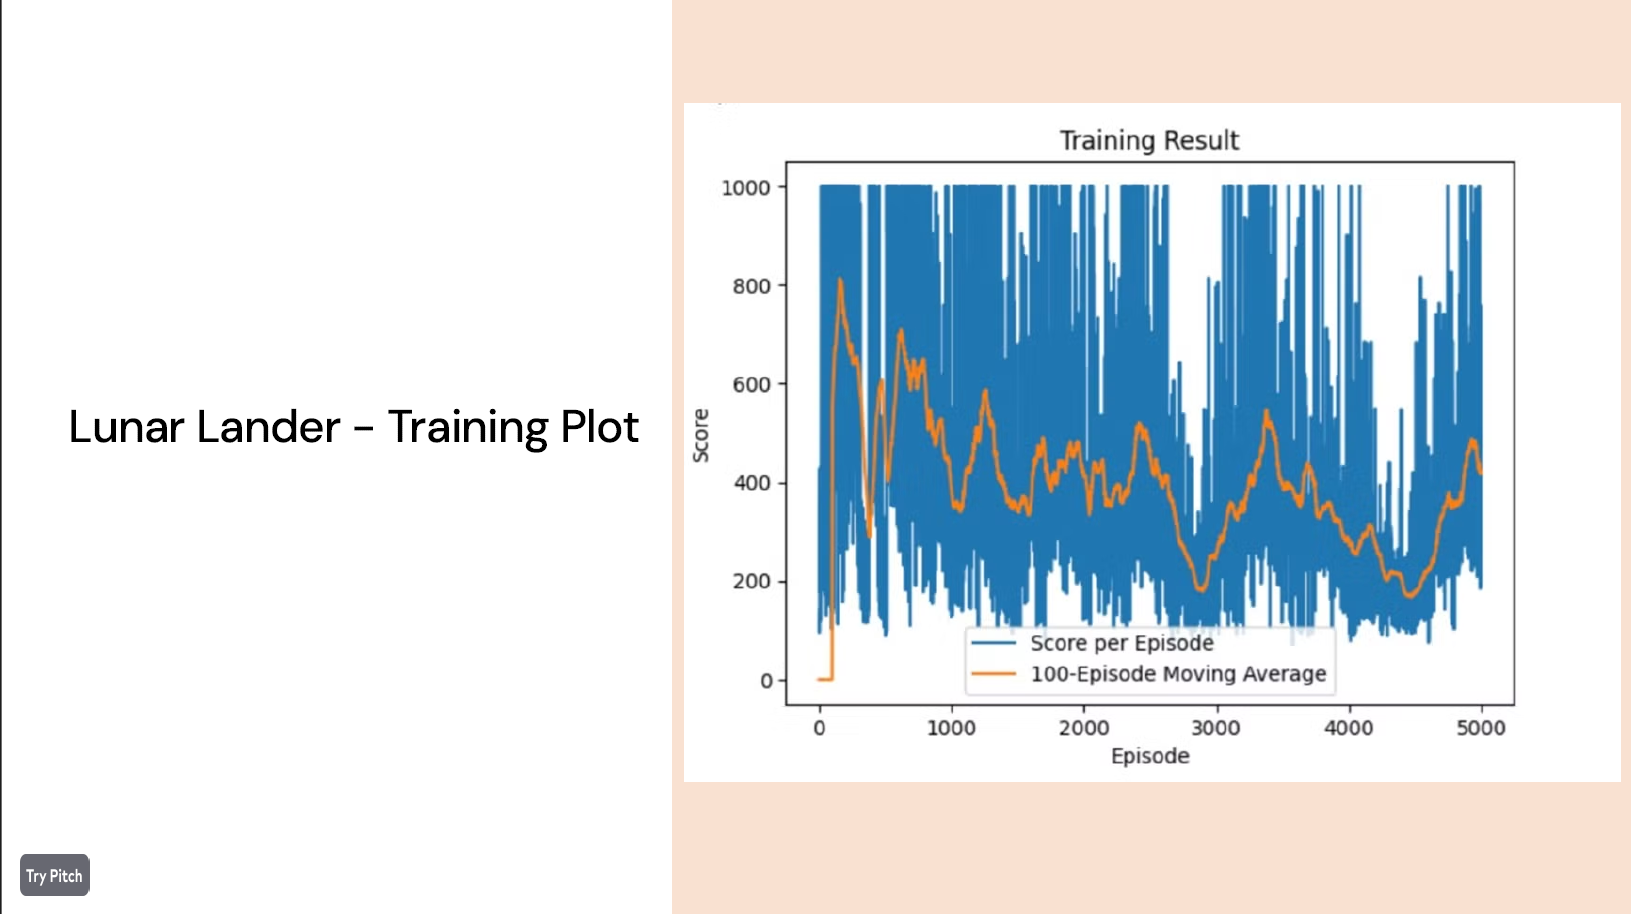 Lunar Lander – Training Plot
Try Pitch
Training Result
1000
800
600
400
200
0
Score
Score per Episode
100-Episode Moving Average
0 1000 2000 3000 4000 5000
Episode